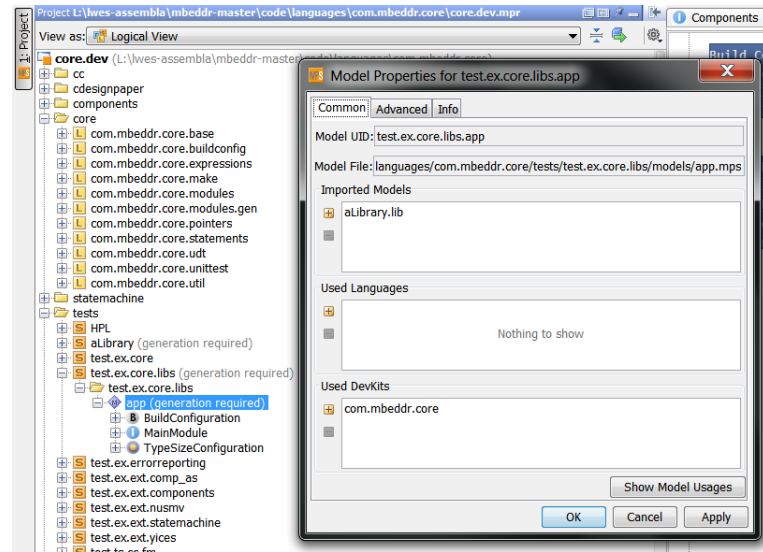 Project L:\lwes-assembla\mbeddr-master\code\languages\com.mbeddr.core\core.dev.mpr
1: Project
View as: Logical View
core.dev (L:\lwes-assembla\mbeddr-master\code\languages\com.mbeddr.core)
cc
cdesignpaper
components
core
com.mbeddr.core.base
com.mbeddr.core.buildconfig
com.mbeddr.core.expressions
com.mbeddr.core.make
com.mbeddr.core.modules
com.mbeddr.core.modules.gen
com.mbeddr.core.pointers
com.mbeddr.core.statements
com.mbeddr.core.udt
com.mbeddr.core.unittest
com.mbeddr.core.util
statemachine
tests
HPL
aLibrary (generation required)
test.ex.core
test.ex.core.libs (generation required)
test.ex.core.libs
app (generation required)
BuildConfiguration
MainModule
TypeSizeConfiguration
test.ex.errorreporting
test.ex.ext.comp_as
test.ex.ext.components
test.ex.ext.nusmv
test.ex.ext.statemachine
test.ex.ext.yices
Components
Build C
MPS Model Properties for test.ex.core.libs.app
Common Advanced Info
Model UID: test.ex.core.libs.app
Model File: languages/com.mbeddr.core/tests/test.ex.core.libs/models/app.mps
Imported Models
aLibrary.lib
Used Languages
Nothing to show
Used DevKits
com.mbeddr.core
Show Model Usages
OK Cancel Apply